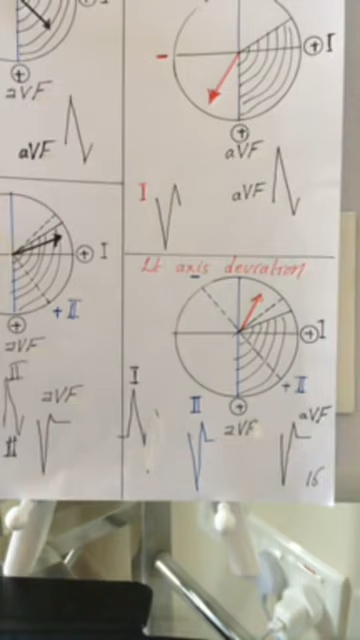 + I
+
aVF
aVF
- + I
+
aVF
I aVF
+ I
+ II
+
aVF
II aVF
II
Lt axis deviation
+ I
+ II
+
aVF
I
II aVF
16